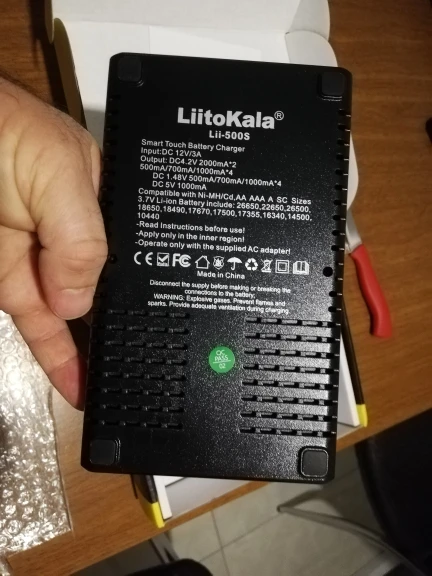 LiitoKala®
Lii-500S
Smart Touch Battery Charger
Input:DC 12V/3A
Output: DC4.2V 2000mA*2
500mA/700mA/1000mA*4
DC 1.48V 500mA/700mA/1000mA*4
DC 5V 1000mA
Compatible with Ni-MH/Cd,AA AAA A SC Sizes
3.7V Li-ion Battery include: 26650,22650,26500,
18650,18490,17670,17500,17355,16340,14500,
10440
-Read Instructions before use!
-Apply only in the inner region!
-Operate only with the supplied AC adapter!
CE FC
Made in China
Disconnect the supply before making or breaking the
connections to the battery.
WARNING: Explosive gases. Prevent flames and
sparks. Provide adequate ventilation during charging.
QC
PASS
02